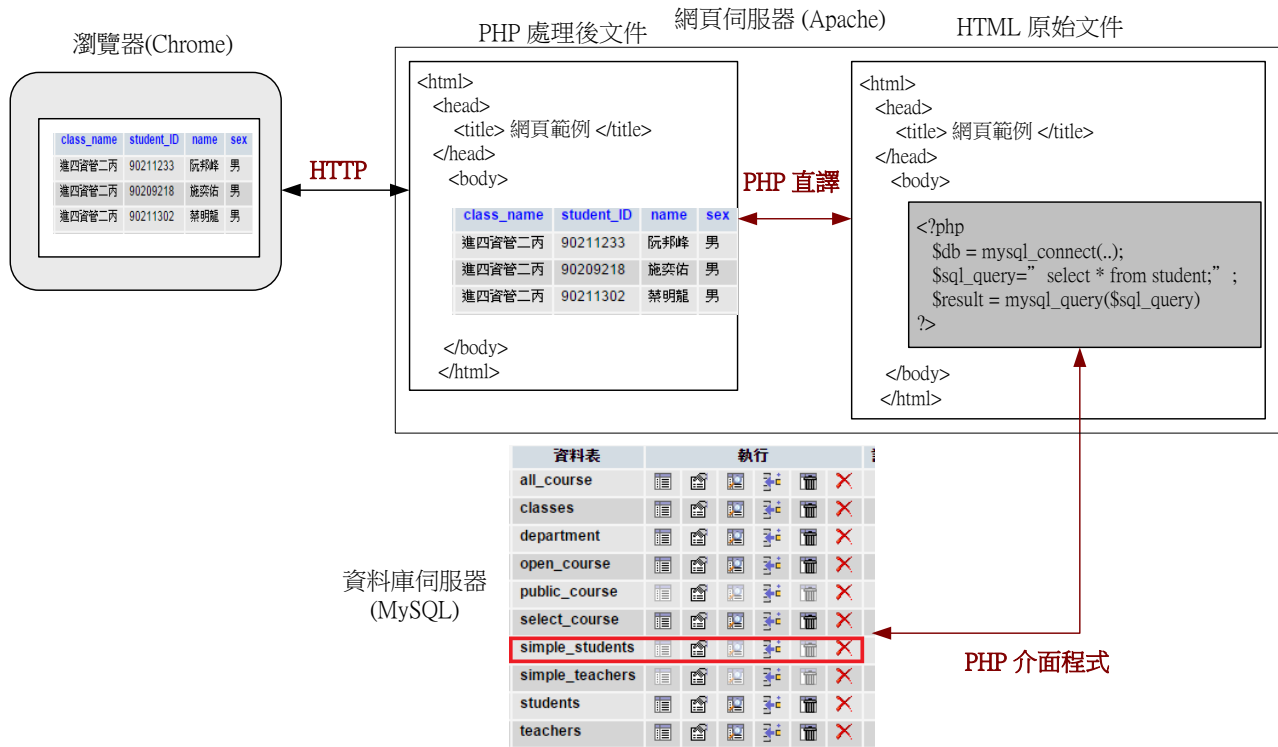 瀏覽器(Chrome)
class_name student_ID name sex
進四資管二丙 90211233 阮邦峰 男
進四資管二丙 90209218 施奕佑 男
進四資管二丙 90211302 蔡明龍 男
HTTP
網頁伺服器 (Apache)
PHP 處理後文件
<html>
<head>
<title> 網頁範例 </title>
</head>
<body>
class_name student_ID name sex
進四資管二丙 90211233 阮邦峰 男
進四資管二丙 90209218 施奕佑 男
進四資管二丙 90211302 蔡明龍 男
</body>
</html>
PHP 直譯
HTML 原始文件
<html>
<head>
<title> 網頁範例 </title>
</head>
<body>
<?php
$db = mysql_connect(..);
$sql_query=” select * from student;” ;
$result = mysql_query($sql_query)
?>
</body>
</html>
資料庫伺服器
(MySQL)
資料表 執行
all_course
classes
department
open_course
public_course
select_course
simple_students
simple_teachers
students
teachers
PHP 介面程式